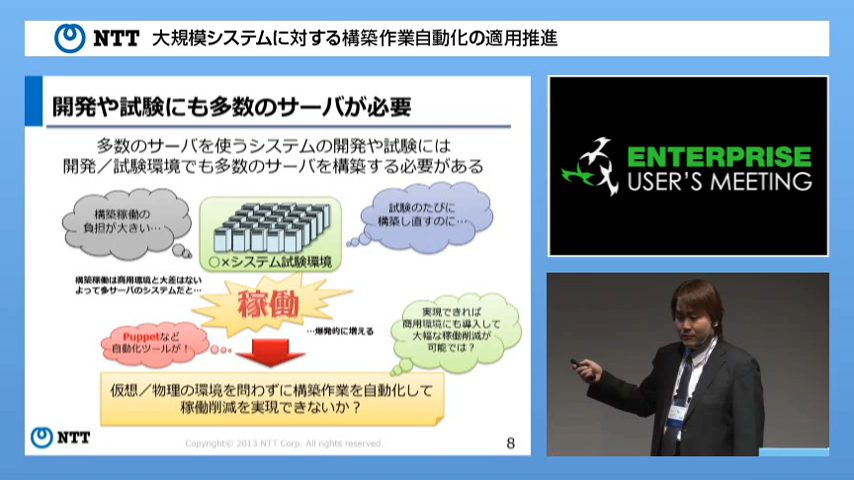 NTT 大規模システムに対する構築作業自動化の適用推進
開発や試験にも多数のサーバが必要
多数のサーバを使うシステムの開発や試験には
開発／試験環境でも多数のサーバを構築する必要がある
構築稼働の
負担が大きい…
○×システム試験環境
試験のたびに
構築し直すのに…
構築稼働は商用環境と大差はない
よって多サーバのシステムだと…
稼働
…爆発的に増える
Puppetなど
自動化ツールが！
実現できれば
商用環境にも導入して
大幅な稼働削減が
可能では？
仮想／物理の環境を問わずに構築作業を自動化して
稼働削減を実現できないか？
NTT
Copyright© 2013 NTT Corp. All rights reserved.
8
ENTERPRISE
USER'S MEETING